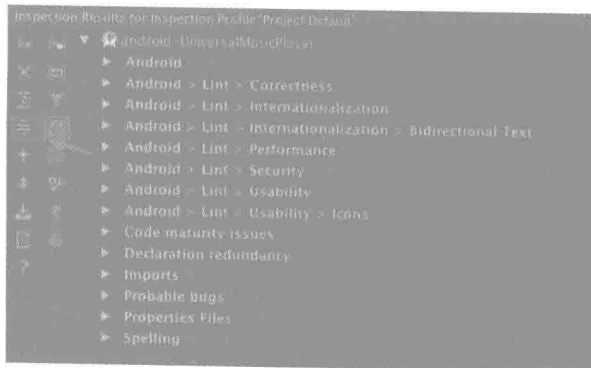 Inspection Results for Inspection Profile 'Project Default'
android-UniversalMusicPlayer
Android
Android > Lint > Correctness
Android > Lint > Internationalization
Android > Lint > Internationalization > Bidirectional Text
Android > Lint > Performance
Android > Lint > Security
Android > Lint > Usability
Android > Lint > Usability > Icons
Code maturity issues
Declaration redundancy
Imports
Probable bugs
Properties Files
Spelling